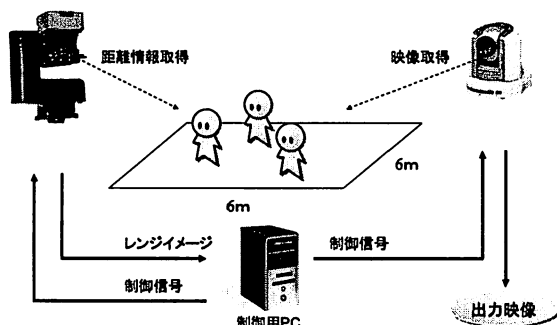 距離情報取得
映像取得
6m
6m
レンジイメージ
制御信号
制御信号
制御用PC
出力映像